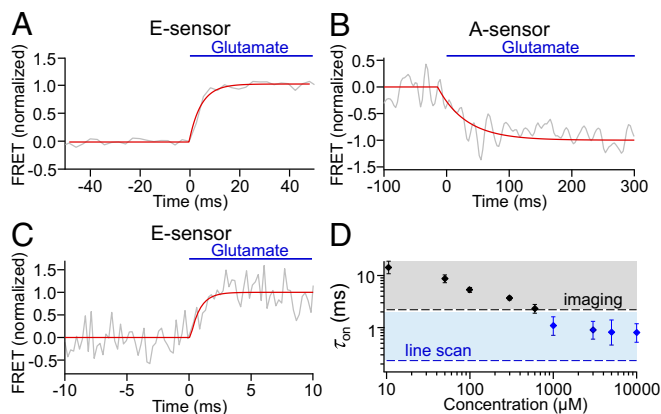 A
E-sensor
Glutamate
FRET (normalized)
1.5
1.0
0.5
0.0
-0.5
-40 -20 0 20 40
Time (ms)
B
A-sensor
Glutamate
FRET (normalized)
0.5
0.0
-0.5
-1.0
-1.5
-100 0 100 200 300
Time (ms)
C
E-sensor
Glutamate
FRET (normalized)
1.5
1.0
0.5
0.0
-0.5
-10 -5 0 5 10
Time (ms)
D
τon (ms)
10
1
imaging
line scan
10 100 1000 10000
Concentration (µM)